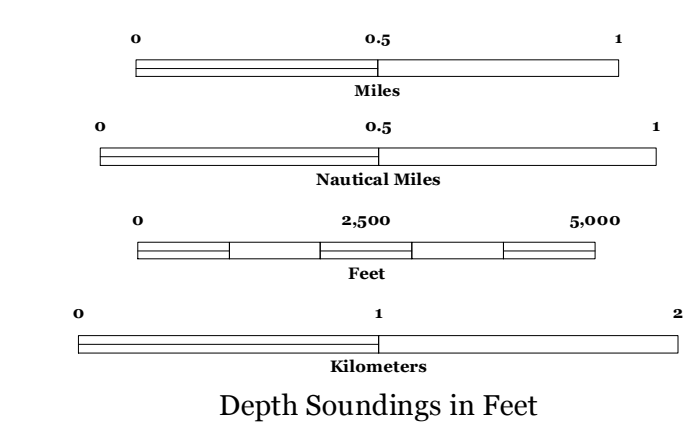 0 0.5 1
Miles
0 0.5 1
Nautical Miles
0 2,500 5,000
Feet
0 1 2
Kilometers
Depth Soundings in Feet